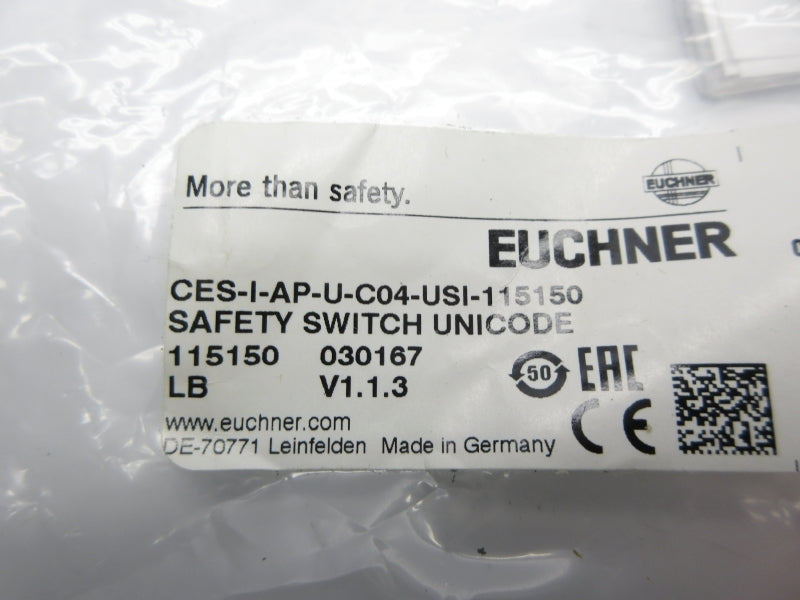 More than safety.
EUCHNER
EUCHNER
CES-I-AP-U-C04-USI-115150
SAFETY SWITCH UNICODE
115150 030167
LB V1.1.3
50 EAC
CE
www.euchner.com
DE-70771 Leinfelden Made in Germany